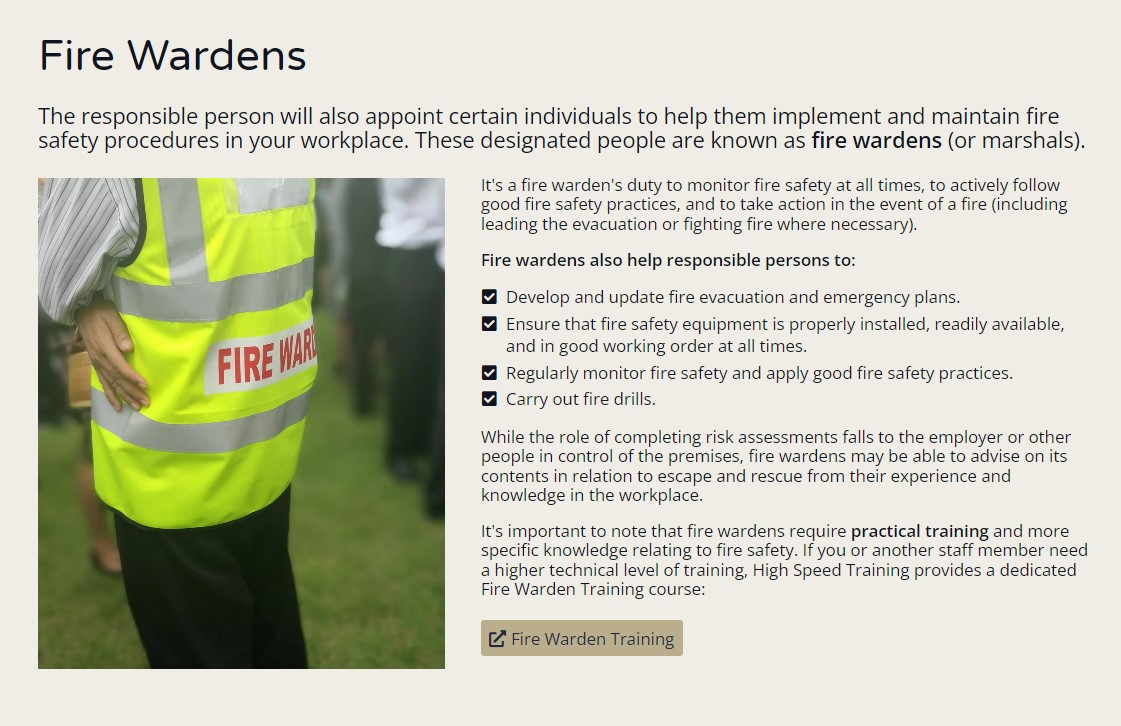 Fire Wardens
The responsible person will also appoint certain individuals to help them implement and maintain fire
safety procedures in your workplace. These designated people are known as fire wardens (or marshals).
FIRE WARD
It's a fire warden's duty to monitor fire safety at all times, to actively follow
good fire safety practices, and to take action in the event of a fire (including
leading the evacuation or fighting fire where necessary).
Fire wardens also help responsible persons to:
Develop and update fire evacuation and emergency plans.
Ensure that fire safety equipment is properly installed, readily available,
and in good working order at all times.
Regularly monitor fire safety and apply good fire safety practices.
Carry out fire drills.
While the role of completing risk assessments falls to the employer or other
people in control of the premises, fire wardens may be able to advise on its
contents in relation to escape and rescue from their experience and
knowledge in the workplace.
It's important to note that fire wardens require practical training and more
specific knowledge relating to fire safety. If you or another staff member need
a higher technical level of training, High Speed Training provides a dedicated
Fire Warden Training course:
Fire Warden Training